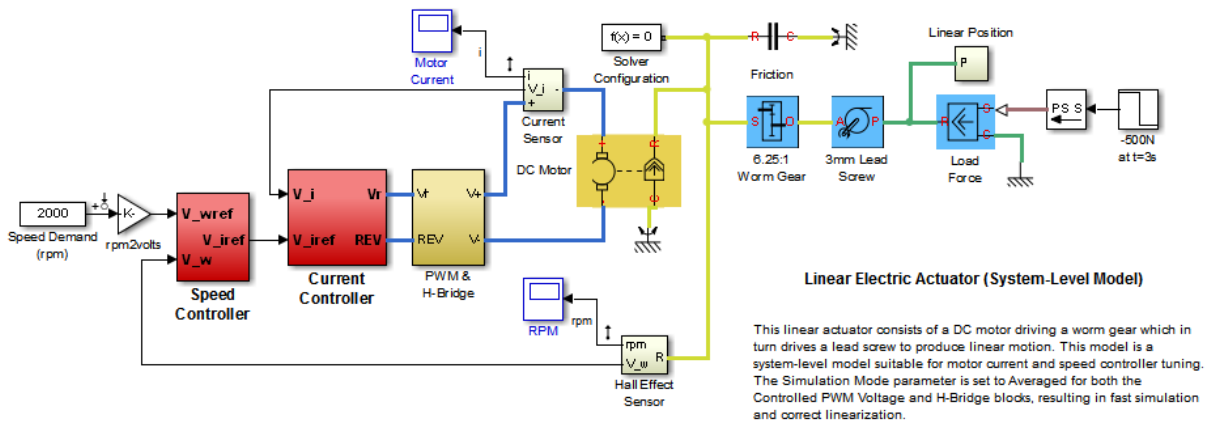 Motor
Current
i
i
V_i
-
+
Current
Sensor
f(x) = 0
Solver
Configuration
R
C
Friction
Linear Position
P
S
O
6.25:1
Worm Gear
A
P
3mm Lead
Screw
R
S
C
Load
Force
PS S
-500N
at t=3s
DC Motor
+
-
R
C
2000
Speed Demand
(rpm)
K-
rpm2volts
V_wref
V_iref
V_w
Speed
Controller
V_i
Vr
V_iref
REV
Current
Controller
Vr
V+
REV
V-
PWM &
H-Bridge
RPM
rpm
rpm
V_w
R
Hall Effect
Sensor
Linear Electric Actuator (System-Level Model)
This linear actuator consists of a DC motor driving a worm gear which in
turn drives a lead screw to produce linear motion. This model is a
system-level model suitable for motor current and speed controller tuning.
The Simulation Mode parameter is set to Averaged for both the
Controlled PWM Voltage and H-Bridge blocks, resulting in fast simulation
and correct linearization.